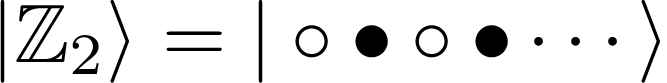 |ℤ₂⟩ = | ○ ● ○ ● ··· ⟩